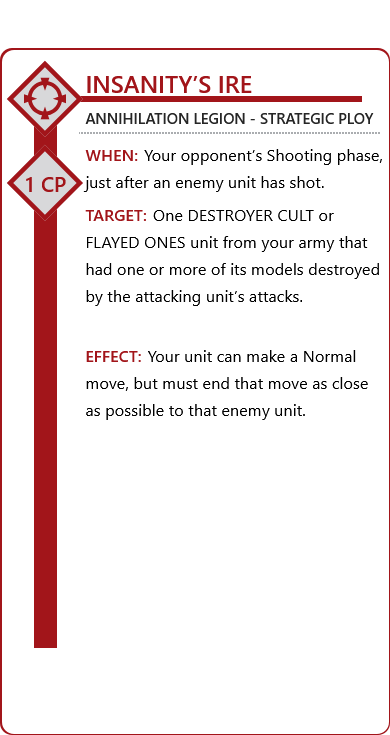 INSANITY’S IRE
ANNIHILATION LEGION - STRATEGIC PLOY
1 CP
WHEN: Your opponent’s Shooting phase,
just after an enemy unit has shot.
TARGET: One DESTROYER CULT or
FLAYED ONES unit from your army that
had one or more of its models destroyed
by the attacking unit’s attacks.
EFFECT: Your unit can make a Normal
move, but must end that move as close
as possible to that enemy unit.